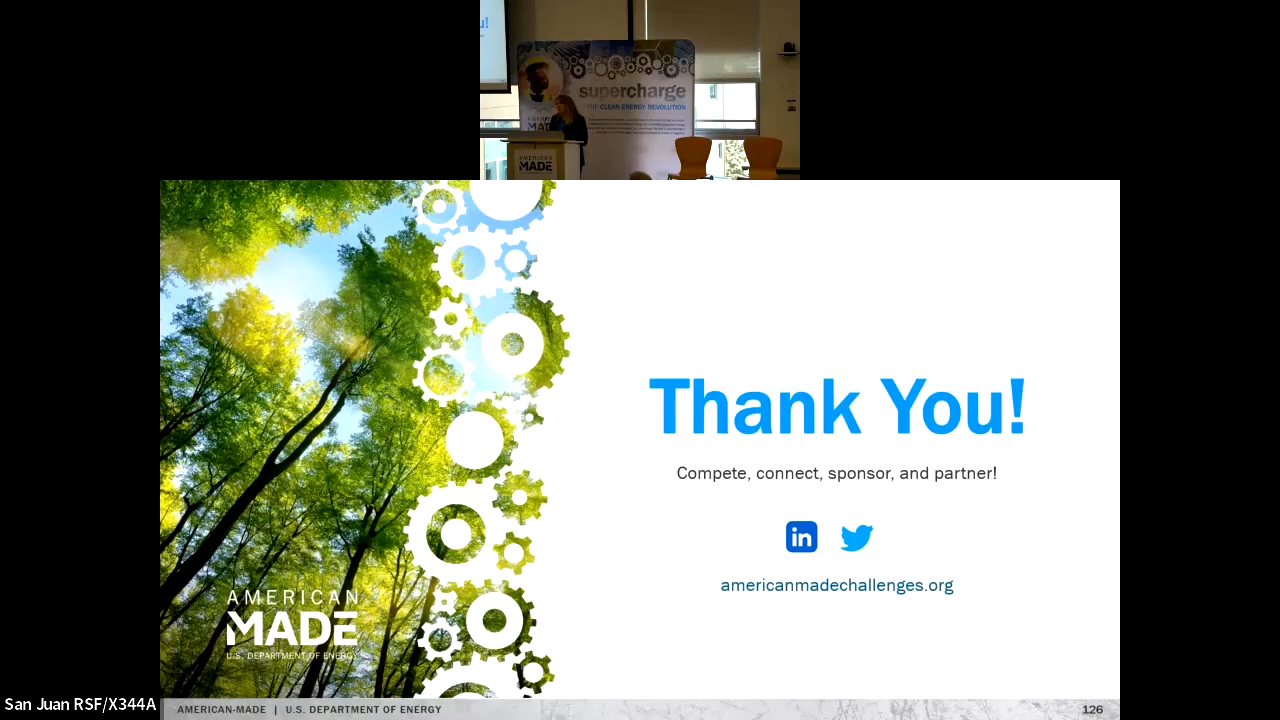 u!
supercharge
THE CLEAN ENERGY REVOLUTION
AMERICAN
MADE
Thank You!
Compete, connect, sponsor, and partner!
in
americanmadechallenges.org
AMERICAN
MADE
U.S. DEPARTMENT OF ENERGY
San Juan RSF/X344A
AMERICAN-MADE | U.S. DEPARTMENT OF ENERGY
126